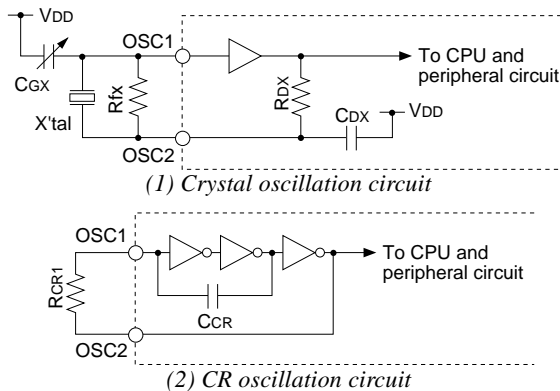 VDD
CGX
X'tal
OSC1
Rfx
OSC2
RDX
CDX
VDD
To CPU and
peripheral circuit
(1) Crystal oscillation circuit
OSC1
RCR1
OSC2
CCR
To CPU and
peripheral circuit
(2) CR oscillation circuit